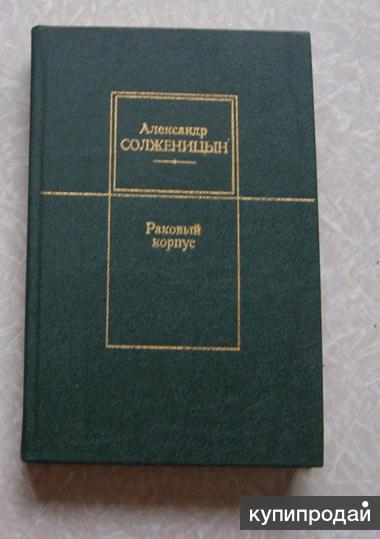 Александр
СОЛЖЕНИЦЫН
Раковый
корпус
купипродай